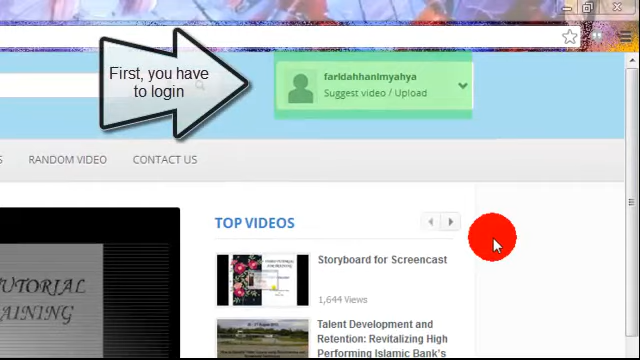 First, you have
to login
faridahhanimyahya
Suggest video / Upload
S
RANDOM VIDEO
CONTACT US
TOP VIDEOS
Storyboard for Screencast
1,644 Views
UTORIAL
AINING
Talent Development and
Retention: Revitalizing High
Performing Islamic Bank's